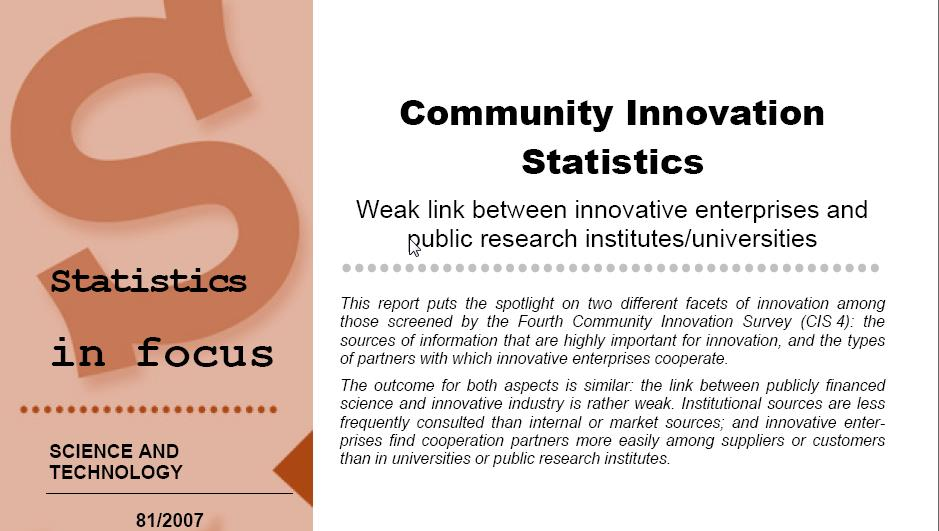 Statistics
in focus
SCIENCE AND
TECHNOLOGY
81/2007
Community Innovation
Statistics
Weak link between innovative enterprises and
public research institutes/universities
This report puts the spotlight on two different facets of innovation among
those screened by the Fourth Community Innovation Survey (CIS 4): the
sources of information that are highly important for innovation, and the types
of partners with which innovative enterprises cooperate.
The outcome for both aspects is similar: the link between publicly financed
science and innovative industry is rather weak. Institutional sources are less
frequently consulted than internal or market sources; and innovative enter-
prises find cooperation partners more easily among suppliers or customers
than in universities or public research institutes.